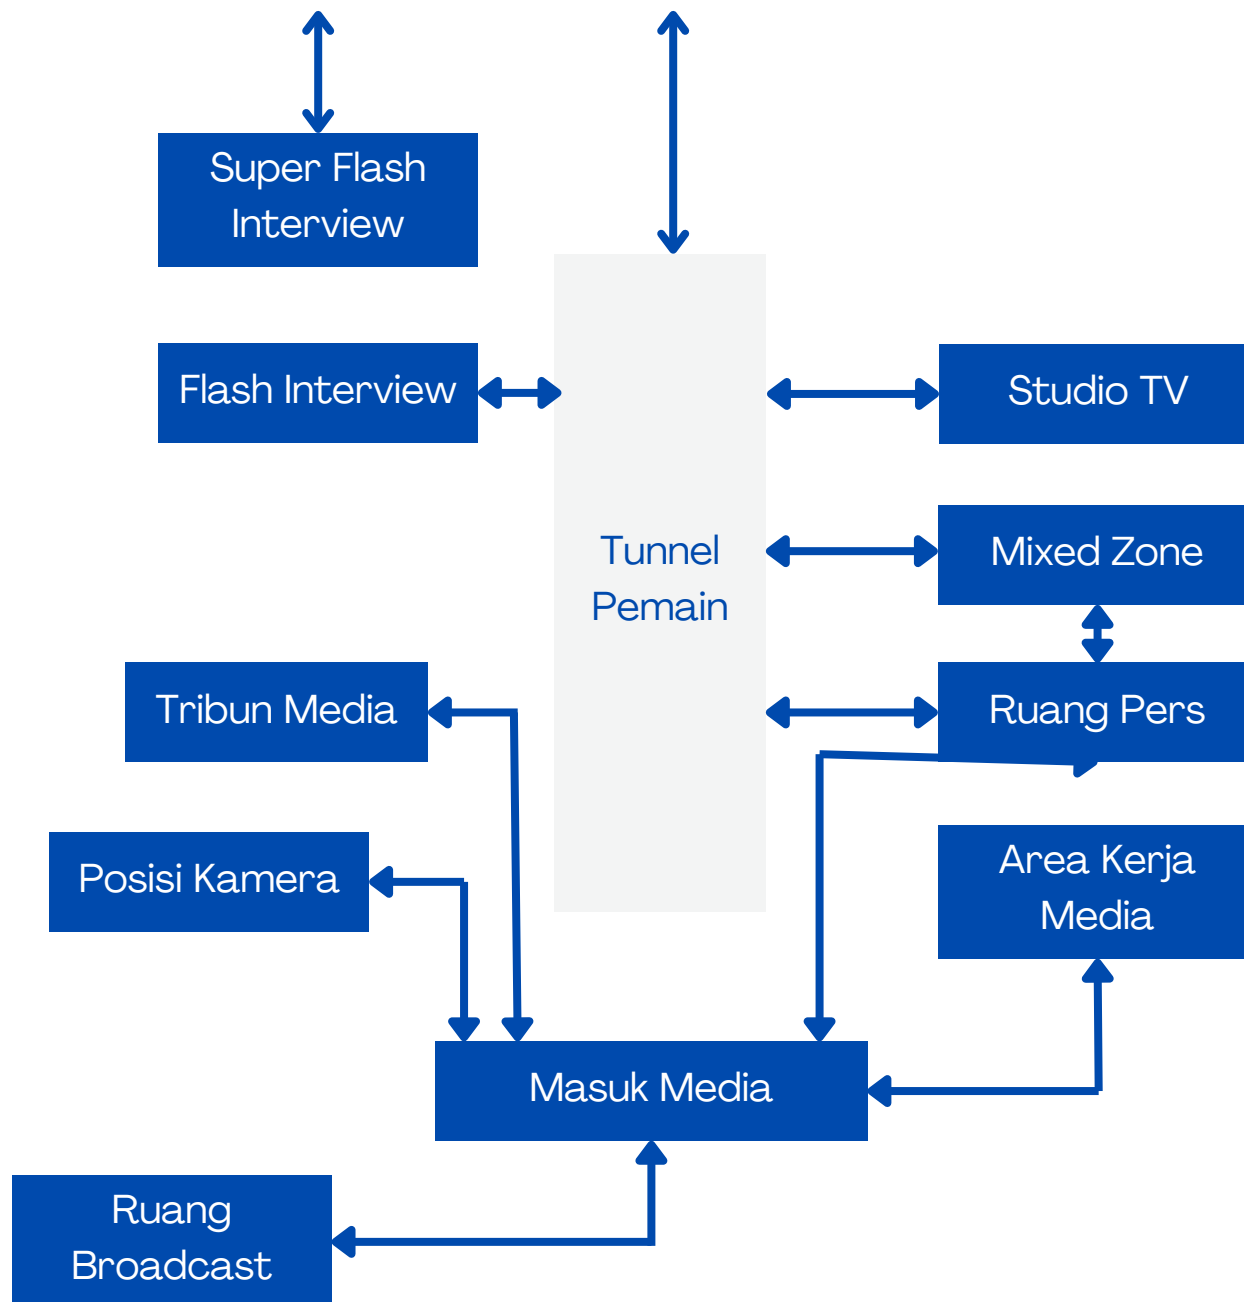 Super Flash
Interview
Flash Interview
Studio TV
Tunnel
Pemain
Mixed Zone
Tribun Media
Ruang Pers
Posisi Kamera
Area Kerja
Media
Masuk Media
Ruang
Broadcast